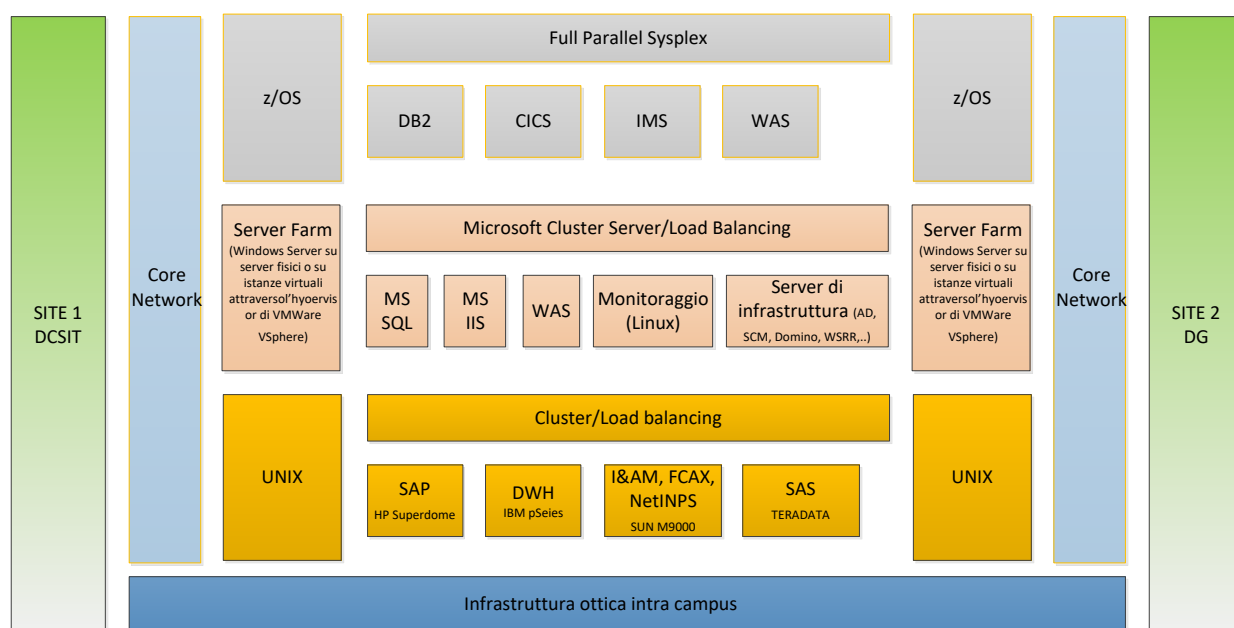 SITE 1
DCSIT
Core
Network
z/OS
Full Parallel Sysplex
DB2
CICS
IMS
WAS
z/OS
Server Farm
(Windows Server su
server fisici o su
istanze virtuali
attraversol'hyoervis
or di VMWare
VSphere)
Microsoft Cluster Server/Load Balancing
MS
SQL
MS
IIS
WAS
Monitoraggio
(Linux)
Server di
infrastruttura (AD,
SCM, Domino, WSRR,..)
Server Farm
(Windows Server su
server fisici o su
istanze virtuali
attraversol'hyoervis
or di VMWare
VSphere)
UNIX
Cluster/Load balancing
SAP
HP Superdome
DWH
IBM pSeies
I&AM, FCAX,
NetINPS
SUN M9000
SAS
TERADATA
UNIX
Core
Network
SITE 2
DG
Infrastruttura ottica intra campus